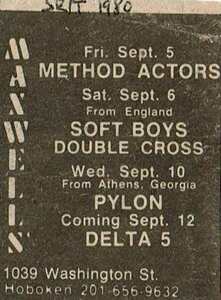 SEPT 1980
MAXWELLS'
Fri. Sept. 5
METHOD ACTORS
Sat. Sept. 6
From England
SOFT BOYS
DOUBLE CROSS
Wed. Sept. 10
From Athens, Georgia
PYLON
Coming Sept. 12
DELTA 5
1039 Washington St.
Hoboken 201-656-9632